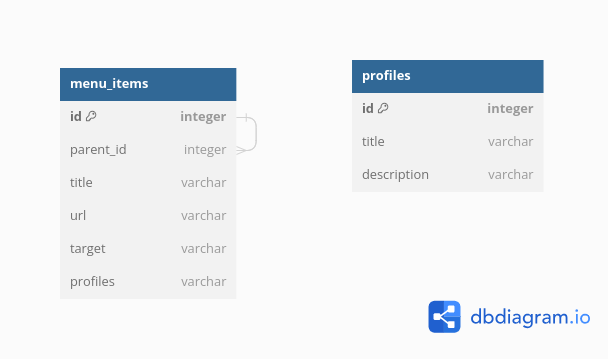 menu_items
id integer
parent_id integer
title varchar
url varchar
target varchar
profiles varchar
profiles
id integer
title varchar
description varchar
dbdiagram.io